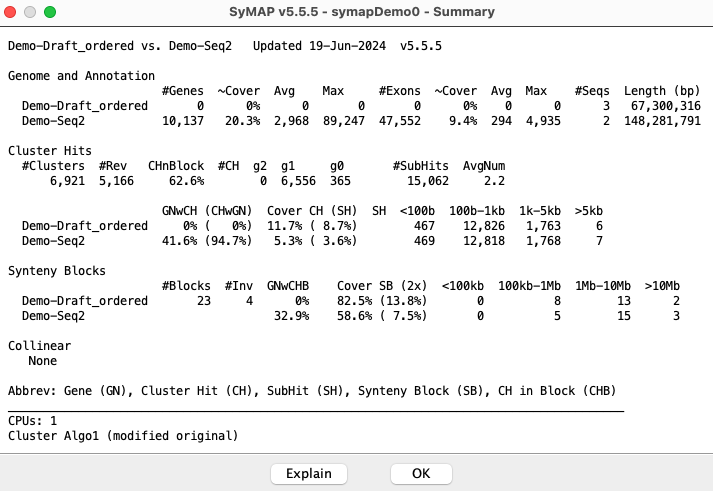 SyMAP v5.5.5 - symapDemo0 - Summary
Demo-Draft_ordered vs. Demo-Seq2   Updated 19-Jun-2024  v5.5.5
Genome and Annotation
                      #Genes  ~Cover  Avg    Max     #Exons  ~Cover  Avg  Max    #Seqs  Length (bp)
  Demo-Draft_ordered       0      0%     0      0         0      0%    0      0      3   67,300,316
  Demo-Seq2           10,137   20.3%  2,968  89,247  47,552    9.4%  294  4,935      2  148,281,791
Cluster Hits
  #Clusters  #Rev   CHnBlock  #CH  g2  g1     g0      #SubHits  AvgNum
      6,921  5,166     62.6%        0  6,556  365       15,062     2.2
                      GNwCH (CHwGN)  Cover CH (SH)  SH  <100b  100b-1kb  1k-5kb  >5kb
  Demo-Draft_ordered     0% (   0%)  11.7% ( 8.7%)        467    12,826   1,763     6
  Demo-Seq2           41.6% (94.7%)   5.3% ( 3.6%)        469    12,818   1,768     7
Synteny Blocks
                      #Blocks  #Inv  GNwCHB    Cover SB (2x)  <100kb  100kb-1Mb  1Mb-10Mb  >10Mb
  Demo-Draft_ordered       23     4      0%    82.5% (13.8%)       0          8        13      2
  Demo-Seq2                           32.9%    58.6% ( 7.5%)       0          5        15      3
Collinear
   None
Abbrev: Gene (GN), Cluster Hit (CH), SubHit (SH), Synteny Block (SB), CH in Block (CHB)
CPUs: 1
Cluster Algo1 (modified original)
Explain OK